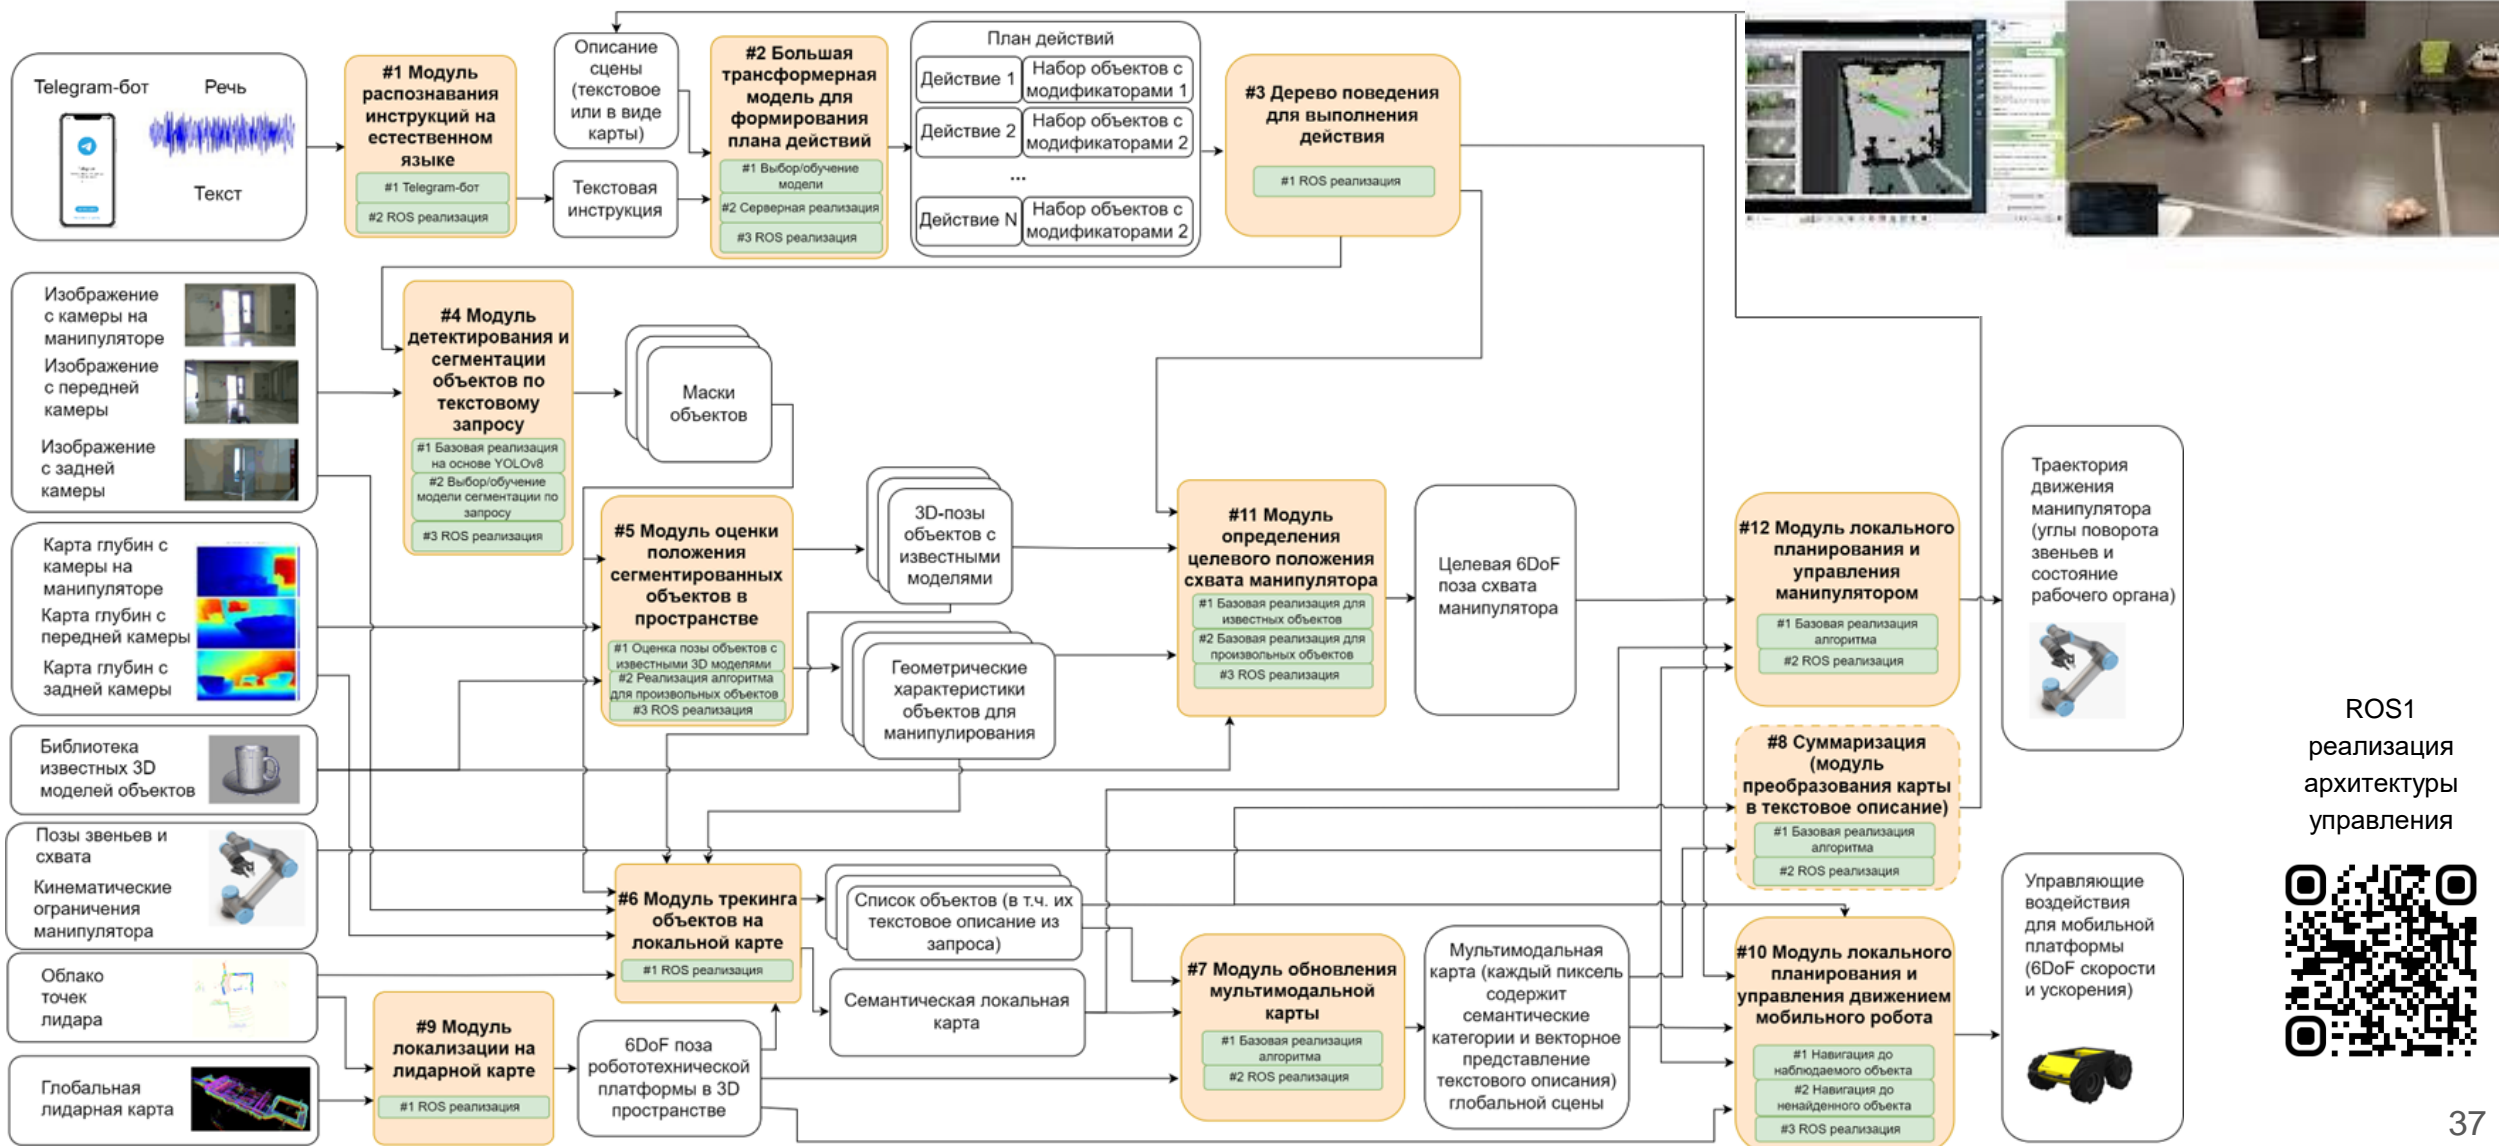 Telegram-бот
Речь
Текст
#1 Модуль
распознавания
инструкций на
естественном
языке
#1 Telegram-бот
#2 ROS реализация
Описание
сцены
(текстовое
или в виде
карты)
Текстовая
инструкция
#2 Большая
трансформерная
модель для
формирования
плана действий
#1 Выбор/обучение
модели
#2 Серверная реализация
#3 ROS реализация
План действий
Действие 1
Набор объектов с
модификаторами 1
Действие 2
Набор объектов с
модификаторами 2
...
Действие N
Набор объектов с
модификаторами 2
#3 Дерево поведения
для выполнения
действия
#1 ROS реализация
Изображение
с камеры на
манипуляторе
Изображение
с передней
камеры
Изображение
с задней
камеры
#4 Модуль
детектирования и
сегментации
объектов по
текстовому
запросу
#1 Базовая реализация
на основе YOLOv8
#2 Выбор/обучение
модели сегментации по
запросу
#3 ROS реализация
Маски
объектов
Карта глубин с
камеры на
манипуляторе
Карта глубин с
передней камеры
Карта глубин с
задней камеры
#5 Модуль оценки
положения
сегментированных
объектов в
пространстве
#1 Оценка позы объектов с
известными 3D моделями
#2 Реализация алгоритма
для произвольных объектов
#3 ROS реализация
3D-позы
объектов с
известными
моделями
Геометрические
характеристики
объектов для
манипулирования
#11 Модуль
определения
целевого положения
схвата манипулятора
#1 Базовая реализация для
известных объектов
#2 Базовая реализация для
произвольных объектов
#3 ROS реализация
Целевая 6DoF
поза схвата
манипулятора
#12 Модуль локального
планирования и
управления
манипулятором
#1 Базовая реализация
алгоритма
#2 ROS реализация
Траектория
движения
манипулятора
(углы поворота
звеньев и
состояние
рабочего органа)
Библиотека
известных 3D
моделей объектов
#8 Суммаризация
(модуль
преобразования карты
в текстовое описание)
#1 Базовая реализация
алгоритма
#2 ROS реализация
ROS1
реализация
архитектуры
управления
Позы звеньев и
схвата
Кинематические
ограничения
манипулятора
#6 Модуль трекинга
объектов на
локальной карте
#1 ROS реализация
Список объектов (в т.ч. их
текстовое описание из
запроса)
Семантическая локальная
карта
#7 Модуль обновления
мультимодальной
карты
#1 Базовая реализация
алгоритма
#2 ROS реализация
Мультимодальная
карта (каждый пиксель
содержит
семантические
категории и векторное
представление
текстового описания)
глобальной сцены
#10 Модуль локального
планирования и
управления движением
мобильного робота
#1 Навигация до
наблюдаемого объекта
#2 Навигация до
ненайденного объекта
#3 ROS реализация
Управляющие
воздействия
для мобильной
платформы
(6DoF скорости
и ускорения)
Облако
точек
лидара
Глобальная
лидарная карта
#9 Модуль
локализации на
лидарной карте
#1 ROS реализация
6DoF поза
робототехнической
платформы в 3D
пространстве
37